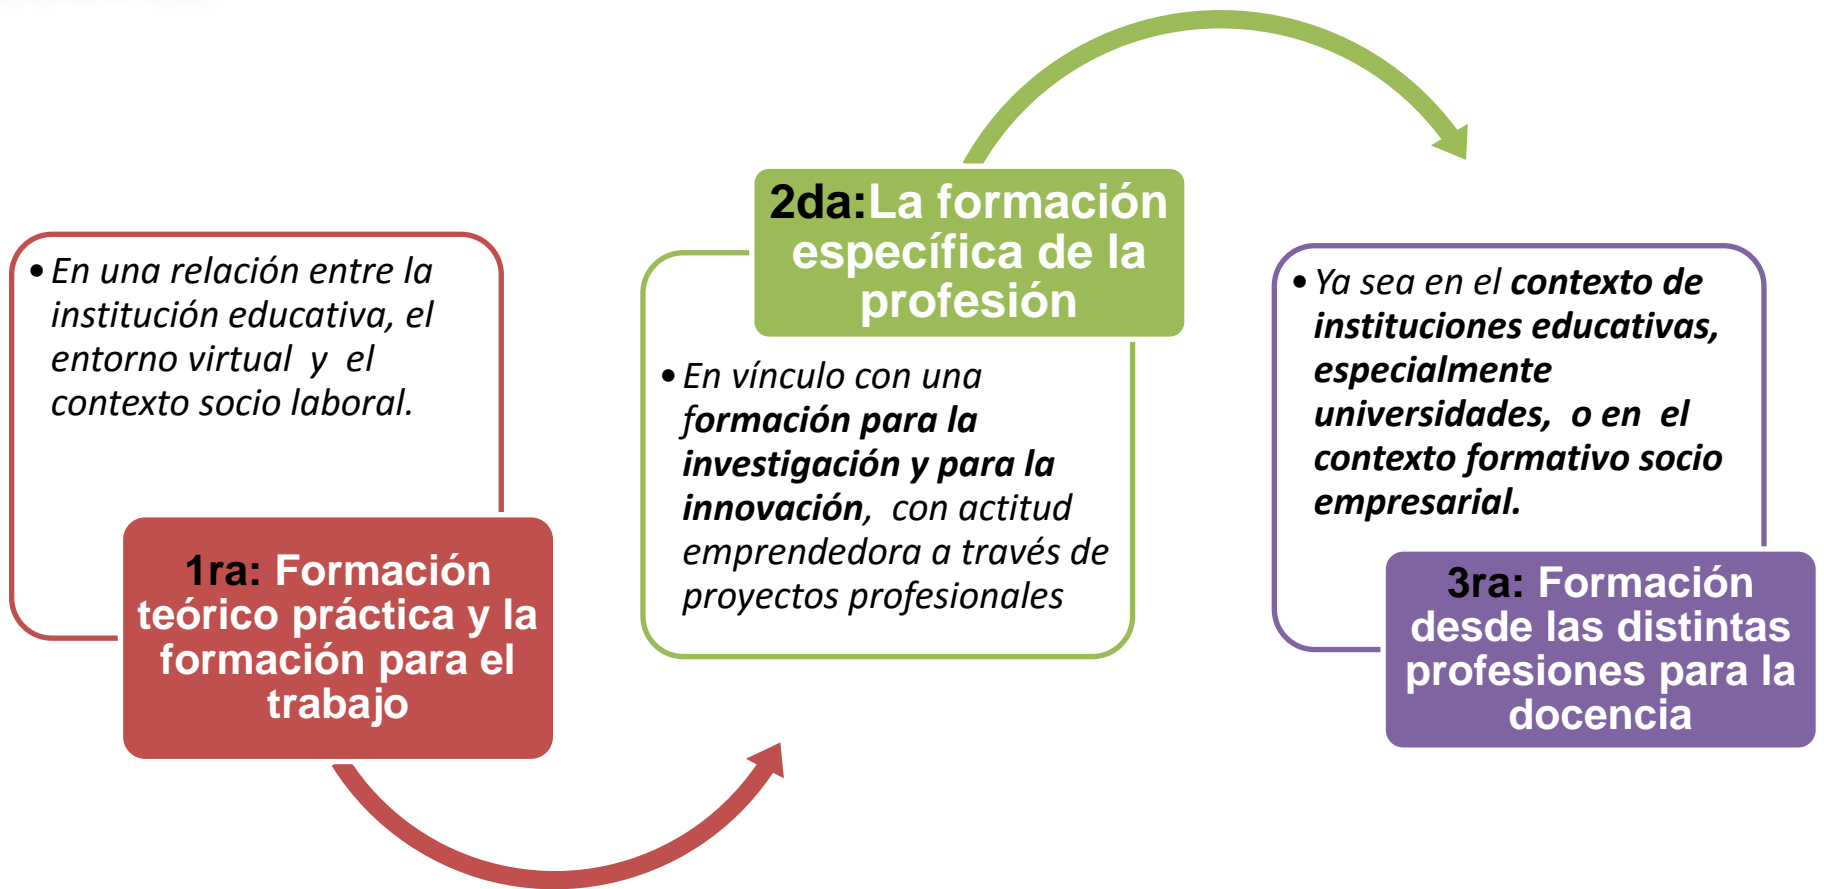 • En una relación entre la
institución educativa, el
entorno virtual y el
contexto socio laboral.
1ra: Formación
teórico práctica y la
formación para el
trabajo
2da:La formación
específica de la
profesión
• En vínculo con una
formación para la
investigación y para la
innovación, con actitud
emprendedora a través de
proyectos profesionales
• Ya sea en el contexto de
instituciones educativas,
especialmente
universidades, o en el
contexto formativo socio
empresarial.
3ra: Formación
desde las distintas
profesiones para la
docencia